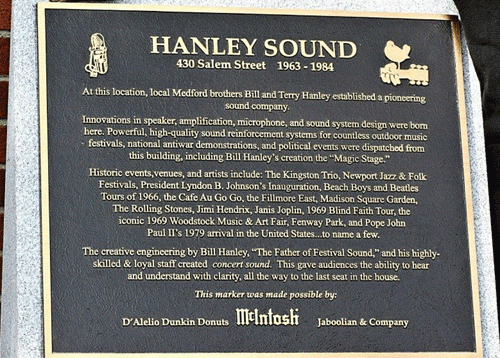 HANLEY SOUND
430 Salem Street 1963 - 1984
At this location, local Medford brothers Bill and Terry Hanley established a pioneering
sound company.
Innovations in speaker, amplification, microphone, and sound system design were born
here. Powerful, high-quality sound reinforcement systems for countless outdoor music
festivals, national antiwar demonstrations, and political events were dispatched from
this building, including Bill Hanley's creation the "Magic Stage."
Historic events,venues, and artists include: The Kingston Trio, Newport Jazz & Folk
Festivals, President Lyndon B. Johnson's Inauguration, Beach Boys and Beatles
Tours of 1966, the Cafe Au Go Go, the Fillmore East, Madison Square Garden,
The Rolling Stones, Jimi Hendrix, Janis Joplin, 1969 Blind Faith Tour, the
iconic 1969 Woodstock Music & Art Fair, Fenway Park, and Pope John
Paul II's 1979 arrival in the United States...to name a few.
The creative engineering by Bill Hanley, "The Father of Festival Sound," and his highly-
skilled & loyal staff created concert sound. This gave audiences the ability to hear
and understand with clarity, all the way to the last seat in the house.
This marker was made possible by:
D'Alelio Dunkin Donuts McIntosh Jaboolian & Company